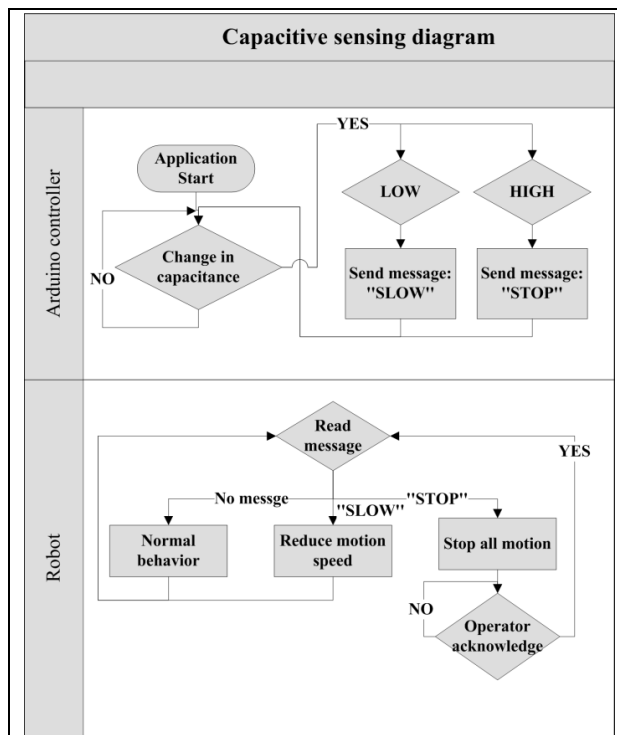 Capacitive sensing diagram
Arduino controller
Application
Start
YES
LOW
HIGH
Change in
capacitance
NO
Send message:
"SLOW"
Send message:
"STOP"
Robot
Read
message
YES
No messge
"SLOW"
"STOP"
Normal
behavior
Reduce motion
speed
Stop all motion
NO
Operator
acknowledge